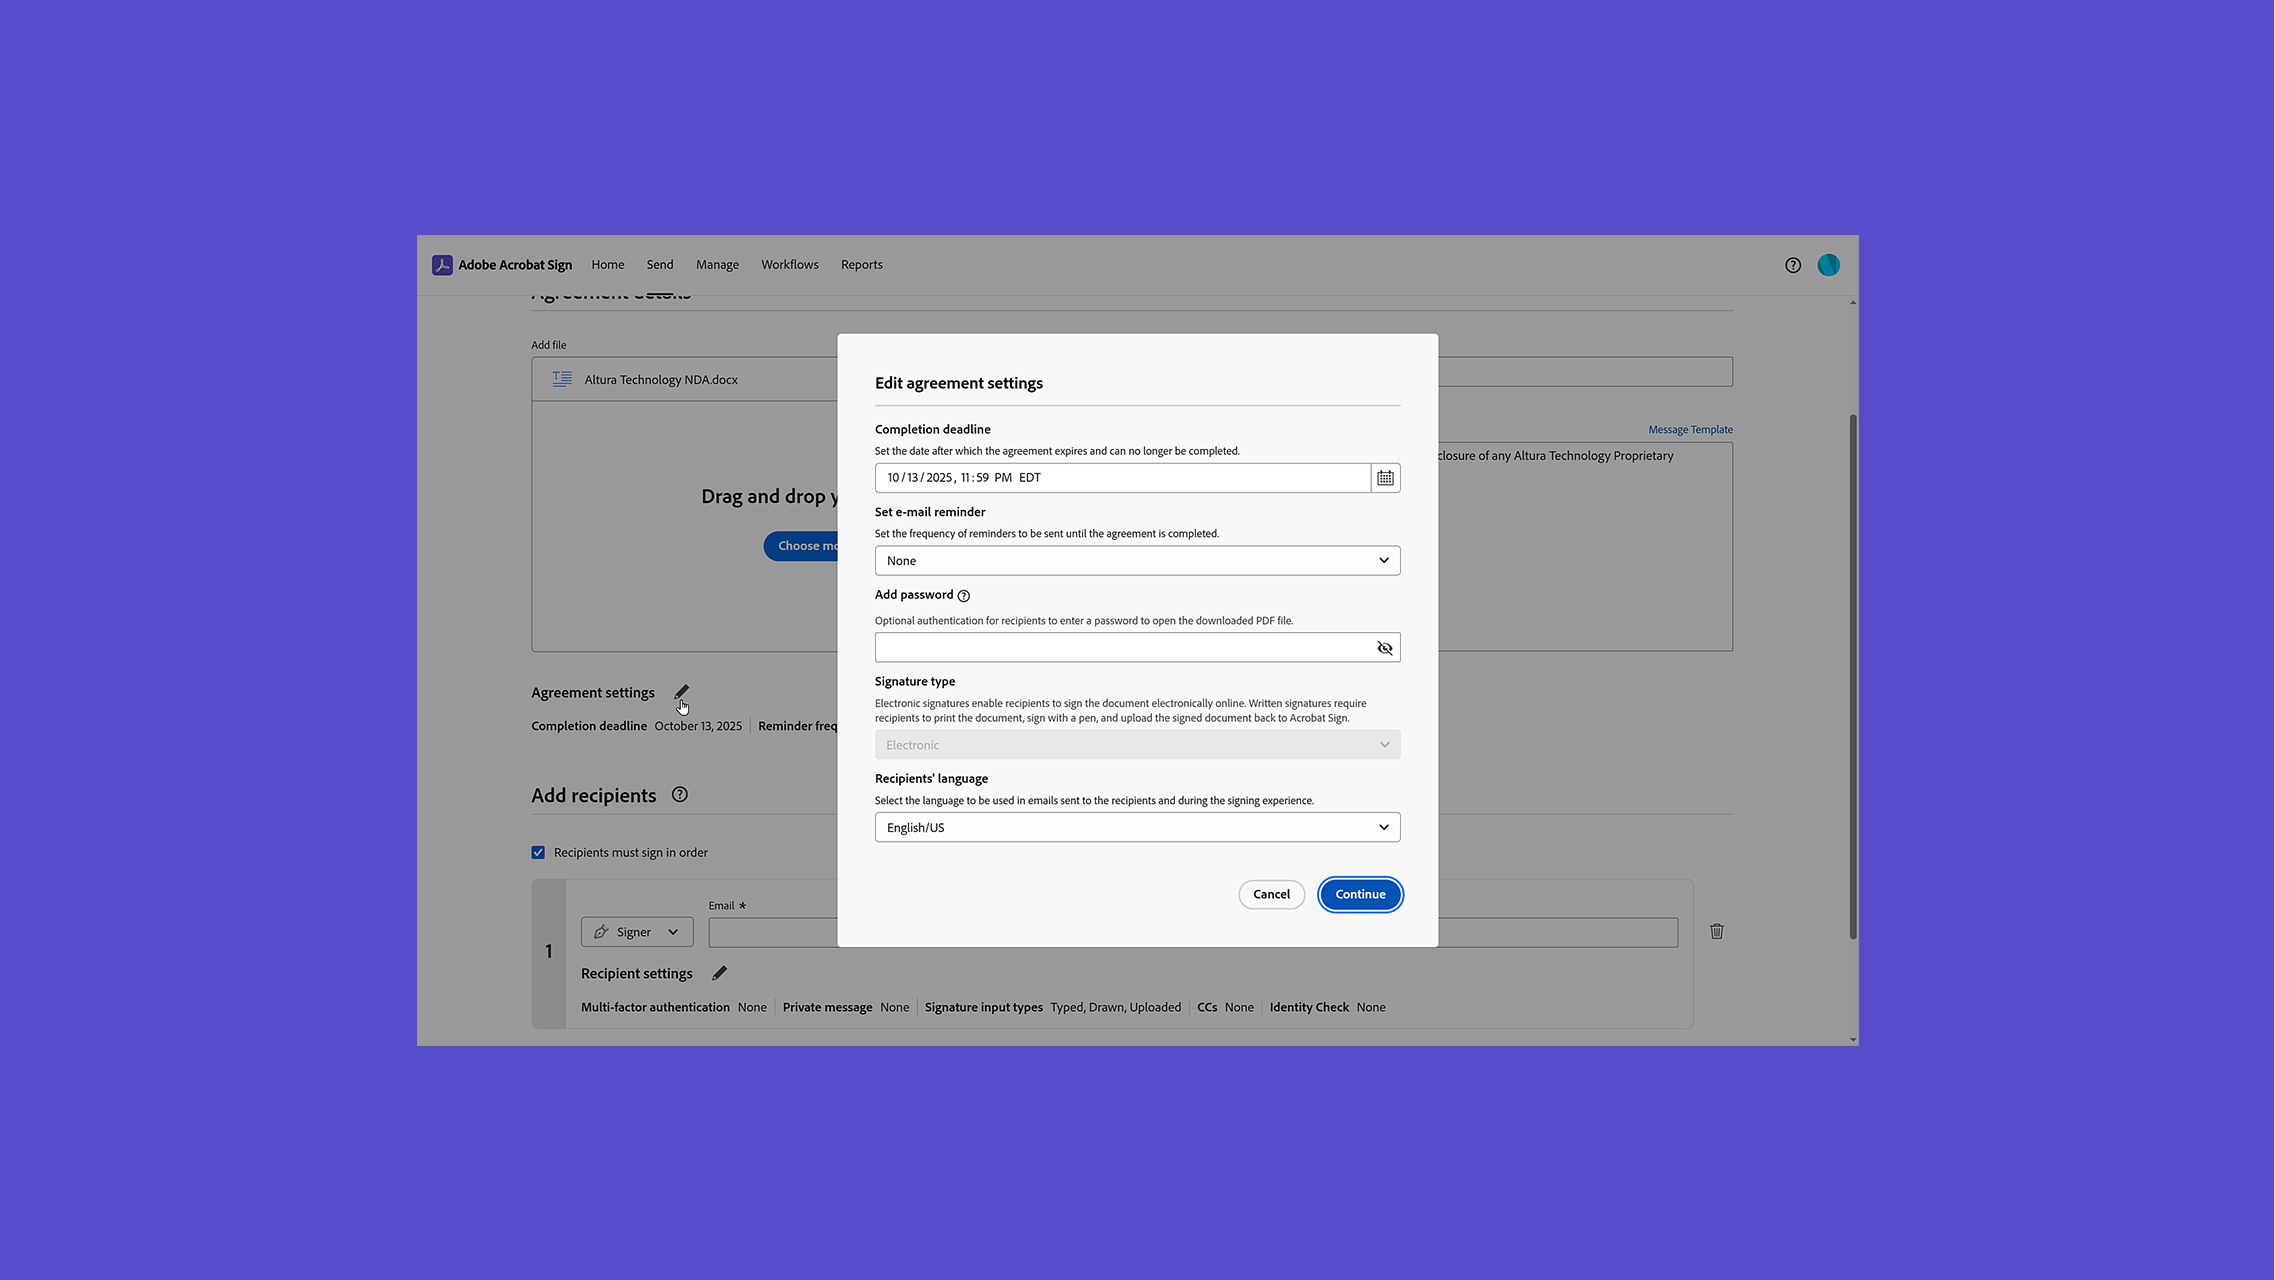 Adobe Acrobat Sign Home Send Manage Workflows Reports
Agreement details
Add file
Altura Technology NDA.docx
Message Template
closure of any Altura Technology Proprietary
Drag and drop y
Choose mo
Agreement settings
Completion deadline October 13, 2025 Reminder freq
Add recipients
Recipients must sign in order
1
Signer
Email *
Recipient settings
Multi-factor authentication None Private message None Signature input types Typed, Drawn, Uploaded CCs None Identity Check None
Edit agreement settings
Completion deadline
Set the date after which the agreement expires and can no longer be completed.
10/13/2025, 11:59 PM EDT
Set e-mail reminder
Set the frequency of reminders to be sent until the agreement is completed.
None
Add password
Optional authentication for recipients to enter a password to open the downloaded PDF file.
Signature type
Electronic signatures enable recipients to sign the document electronically online. Written signatures require
recipients to print the document, sign with a pen, and upload the signed document back to Acrobat Sign.
Electronic
Recipients' language
Select the language to be used in emails sent to the recipients and during the signing experience.
English/US
Cancel Continue